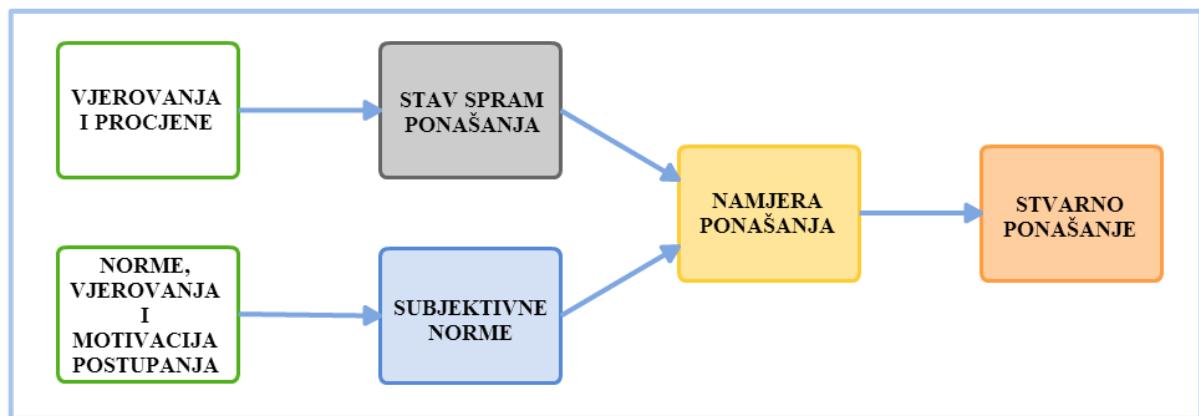 VJEROVANJA
I PROCJENE
STAV SPRAM
PONAŠANJA
NORME,
VJEROVANJA
I
MOTIVACIJA
POSTUPANJA
SUBJEKTIVNE
NORME
NAMJERA
PONAŠANJA
STVARNO
PONAŠANJE